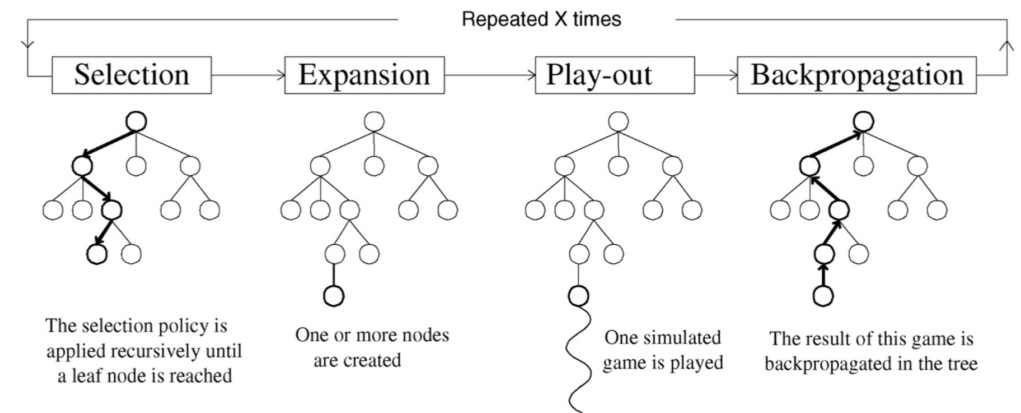 Repeated X times
Selection
Expansion
Play-out
Backpropagation
The selection policy is
applied recursively until
a leaf node is reached
One or more nodes
are created
One simulated
game is played
The result of this game is
backpropagated in the tree